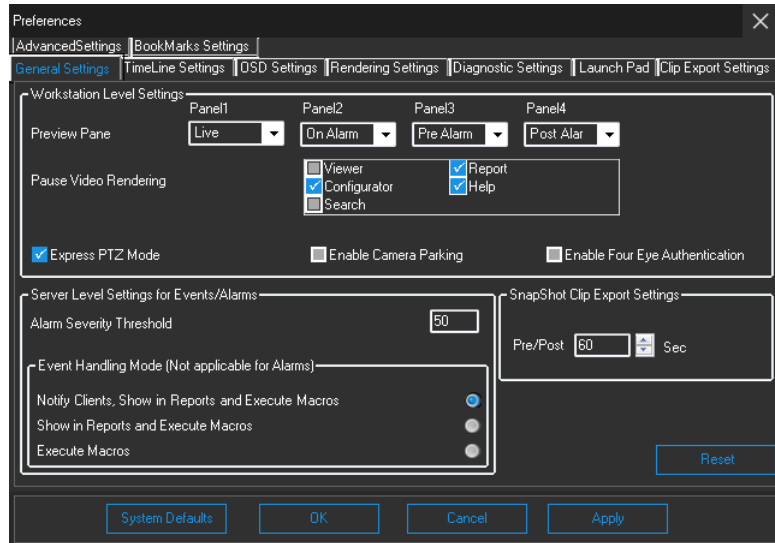 Preferences
AdvancedSettings BookMarks Settings
General Settings TimeLine Settings OSD Settings Rendering Settings Diagnostic Settings Launch Pad Clip Export Settings
Workstation Level Settings
Panel1 Panel2 Panel3 Panel4
Preview Pane Live On Alarm Pre Alarm Post Alar
Viewer Report
Pause Video Rendering Configurator Help
Search
Express PTZ Mode Enable Camera Parking Enable Four Eye Authentication
Server Level Settings for Events/Alarms SnapShot Clip Export Settings
Alarm Severity Threshold 50
Pre/Post 60 Sec
Event Handling Mode (Not applicable for Alarms)
Notify Clients, Show in Reports and Execute Macros
Show in Reports and Execute Macros
Execute Macros
Reset
System Defaults OK Cancel Apply